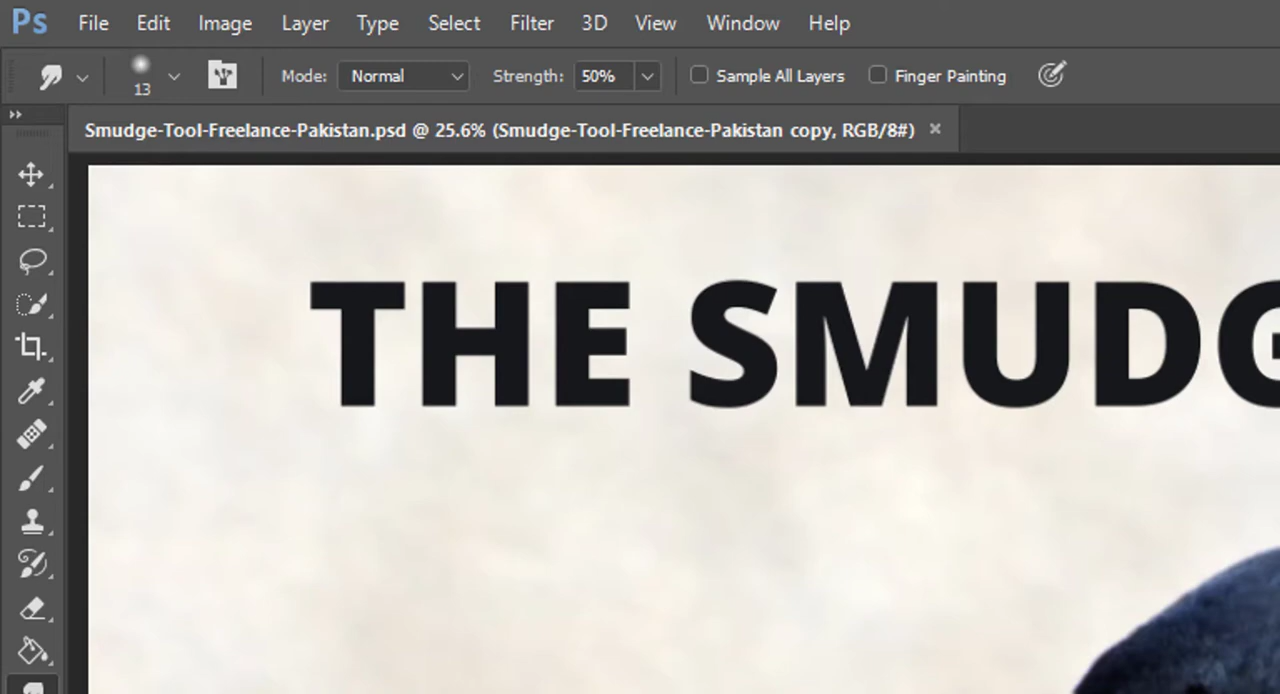 Ps File Edit Image Layer Type Select Filter 3D View Window Help
13 Mode: Normal Strength: 50% Sample All Layers Finger Painting
Smudge-Tool-Freelance-Pakistan.psd @ 25.6% (Smudge-Tool-Freelance-Pakistan copy, RGB/8#) ×
THE SMUDG